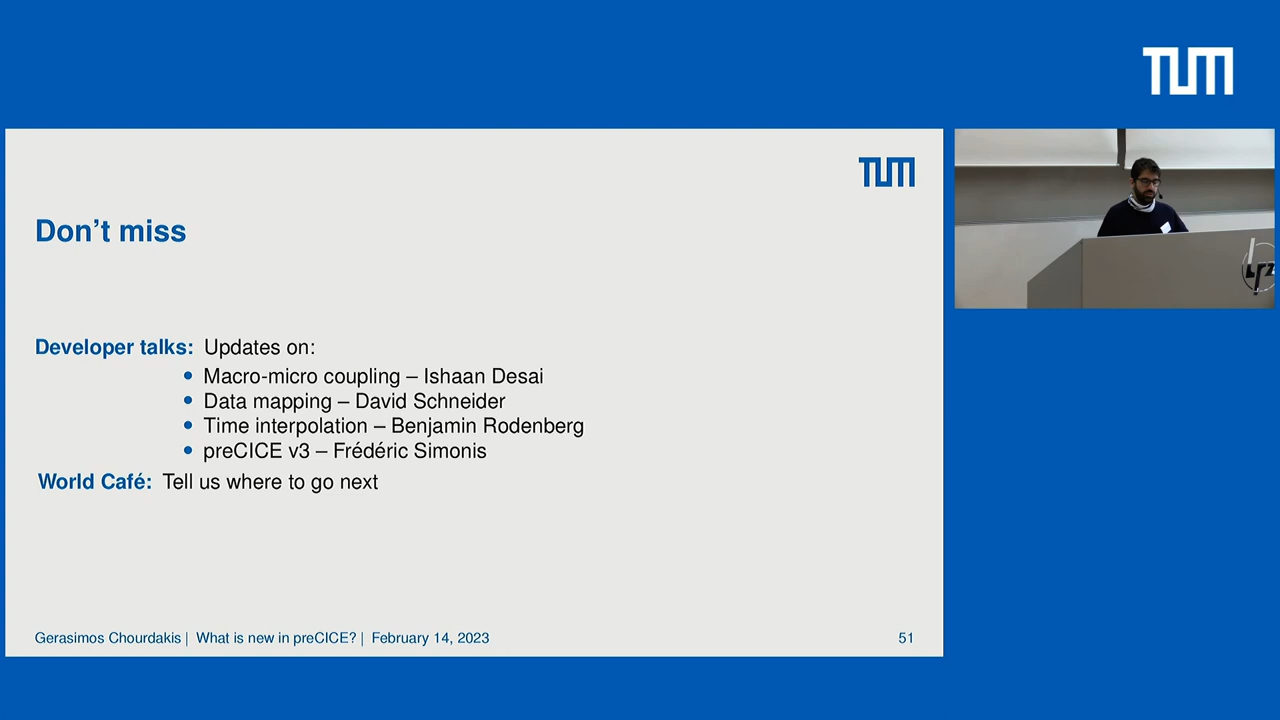 TUM
TUM
Don't miss
Developer talks: Updates on:
• Macro-micro coupling – Ishaan Desai
• Data mapping – David Schneider
• Time interpolation – Benjamin Rodenberg
• preCICE v3 – Frédéric Simonis
World Café: Tell us where to go next
Gerasimos Chourdakis | What is new in preCICE? | February 14, 2023
51
lrz